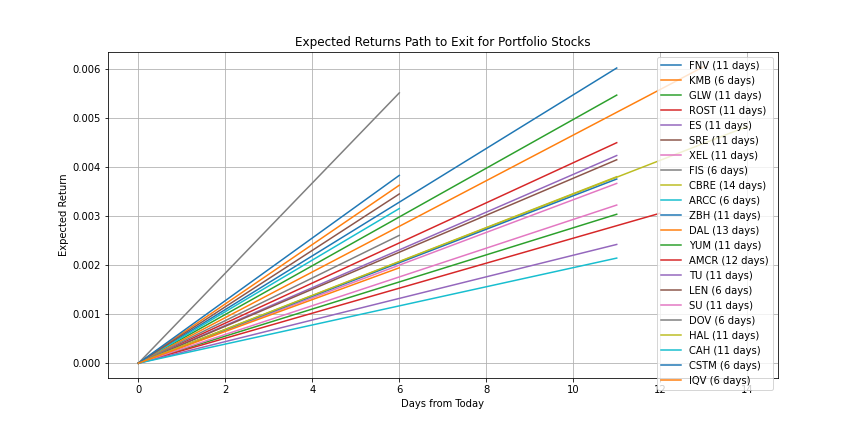 Expected Returns Path to Exit for Portfolio Stocks
0.006
0.005
0.004
0.003
0.002
0.001
0.000
Expected Return
0
2
4
6
8
10
12
14
Days from Today
FNV (11 days)
KMB (6 days)
GLW (11 days)
ROST (11 days)
ES (11 days)
SRE (11 days)
XEL (11 days)
FIS (6 days)
CBRE (14 days)
ARCC (6 days)
ZBH (11 days)
DAL (13 days)
YUM (11 days)
AMCR (12 days)
TU (11 days)
LEN (6 days)
SU (11 days)
DOV (6 days)
HAL (11 days)
CAH (11 days)
CSTM (6 days)
IQV (6 days)